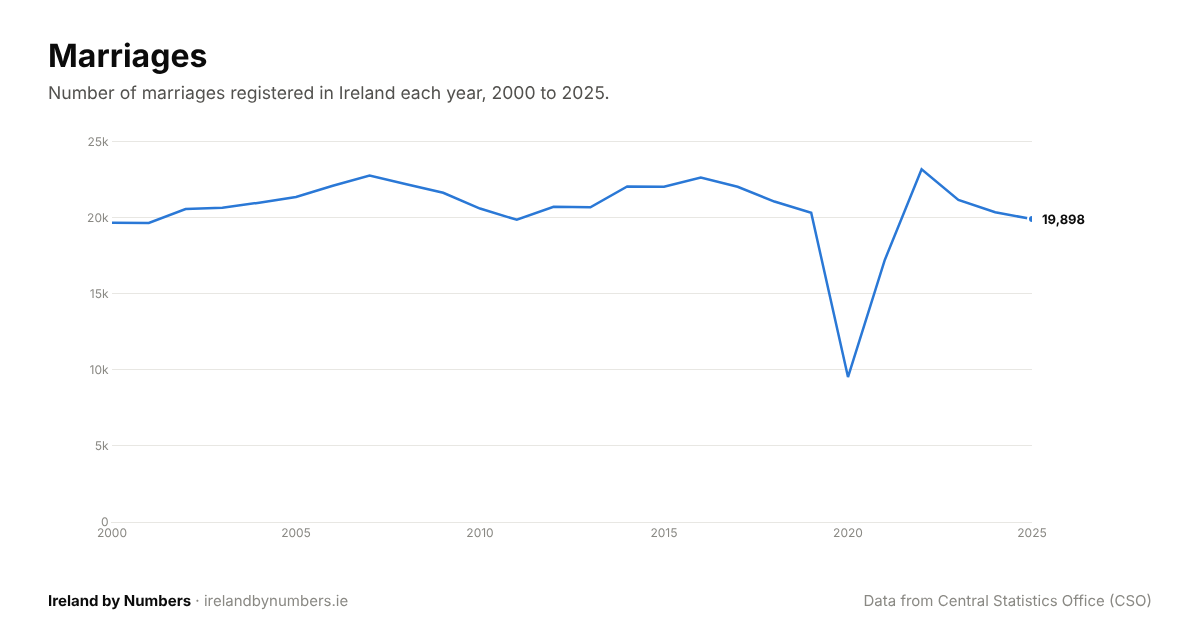 Marriages
Number of marriages registered in Ireland each year, 2000 to 2025.
25k
20k
19,898
15k
10k
5k
0
2000 2005 2010 2015 2020 2025
Ireland by Numbers · irelandbynumbers.ie
Data from Central Statistics Office (CSO)